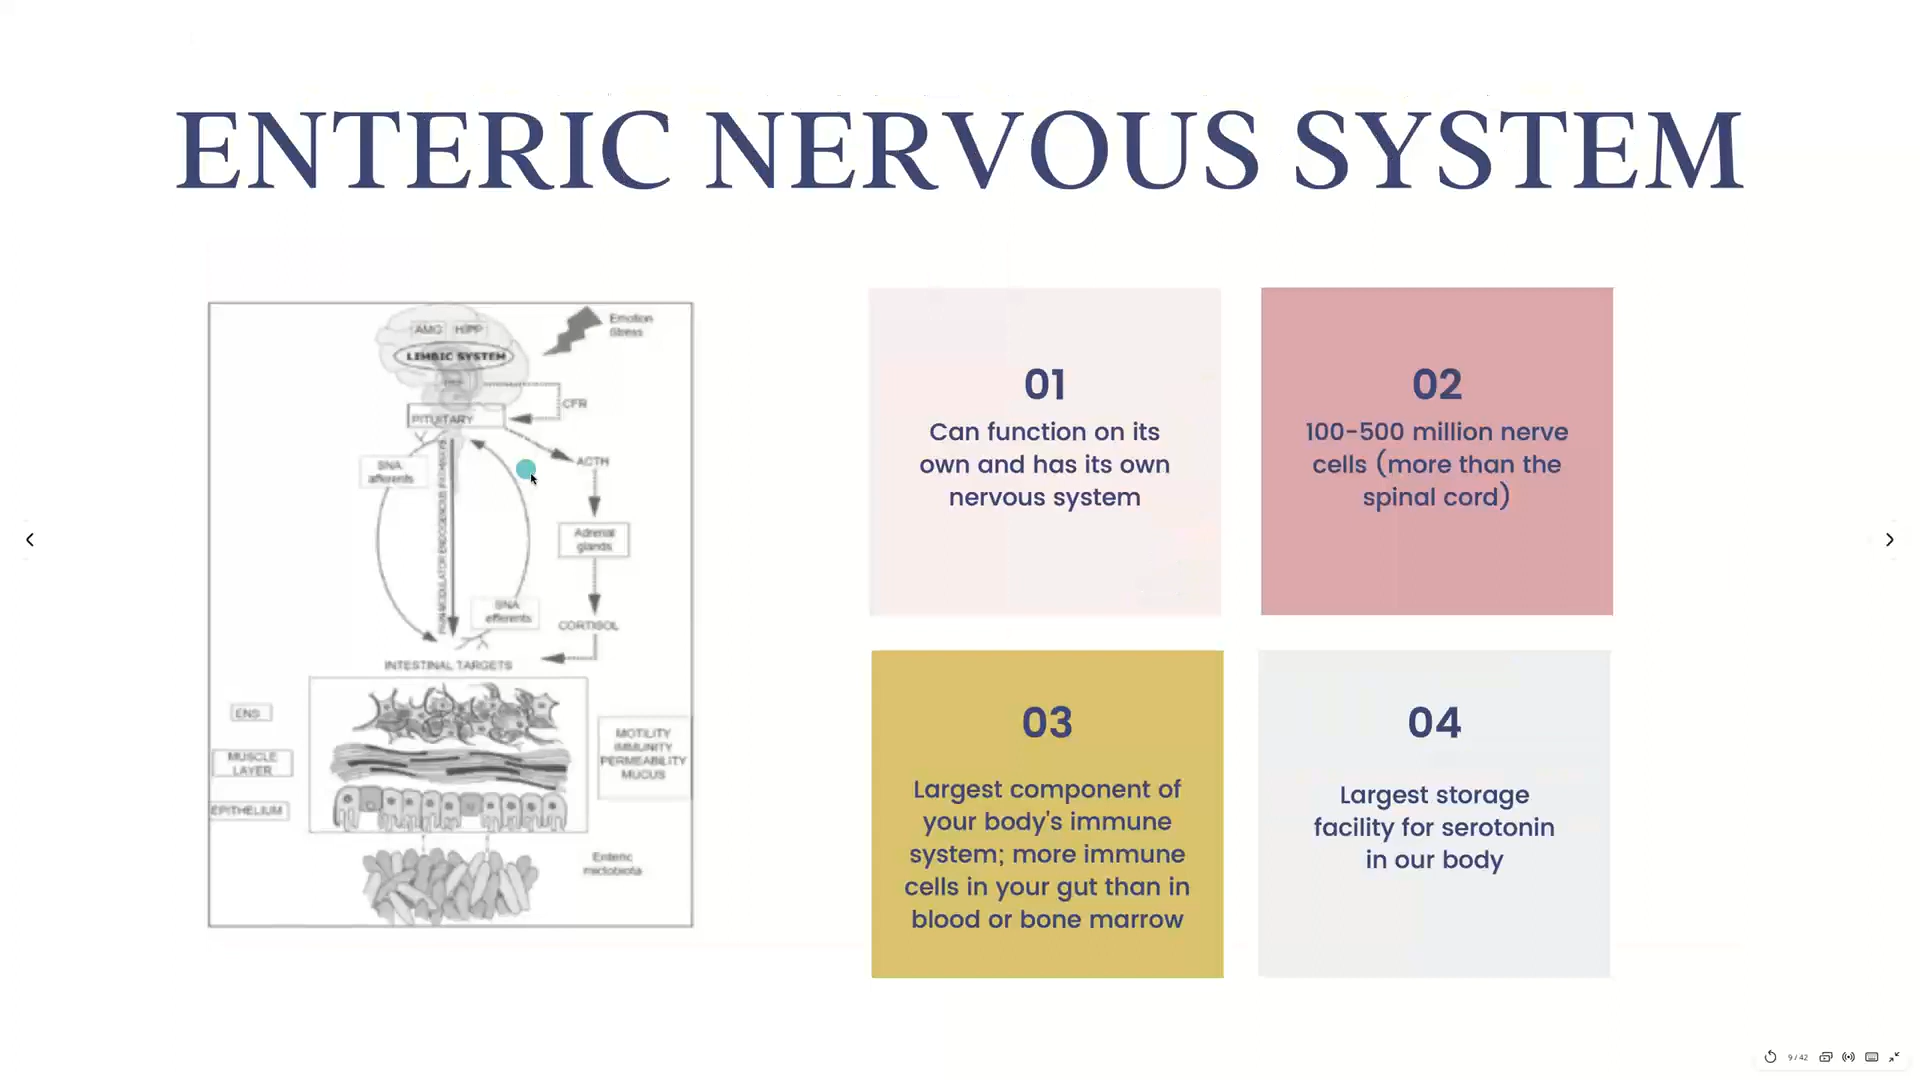 ENTERIC NERVOUS SYSTEM
AMG HIPP
LIMBIC SYSTEM
Emotion
Stress
CFR
PITUITARY
ACTH
SNA
afferents
Adrenal
glands
SNA
efferents
CORTISOL
INTESTINAL TARGETS
ENS
MUSCLE
LAYER
EPITHELIUM
MOTILITY
IMMUNITY
PERMEABILITY
MUCUS
Enteric
microbiota
01
Can function on its
own and has its own
nervous system
02
100-500 million nerve
cells (more than the
spinal cord)
03
Largest component of
your body's immune
system; more immune
cells in your gut than in
blood or bone marrow
04
Largest storage
facility for serotonin
in our body
9 / 42